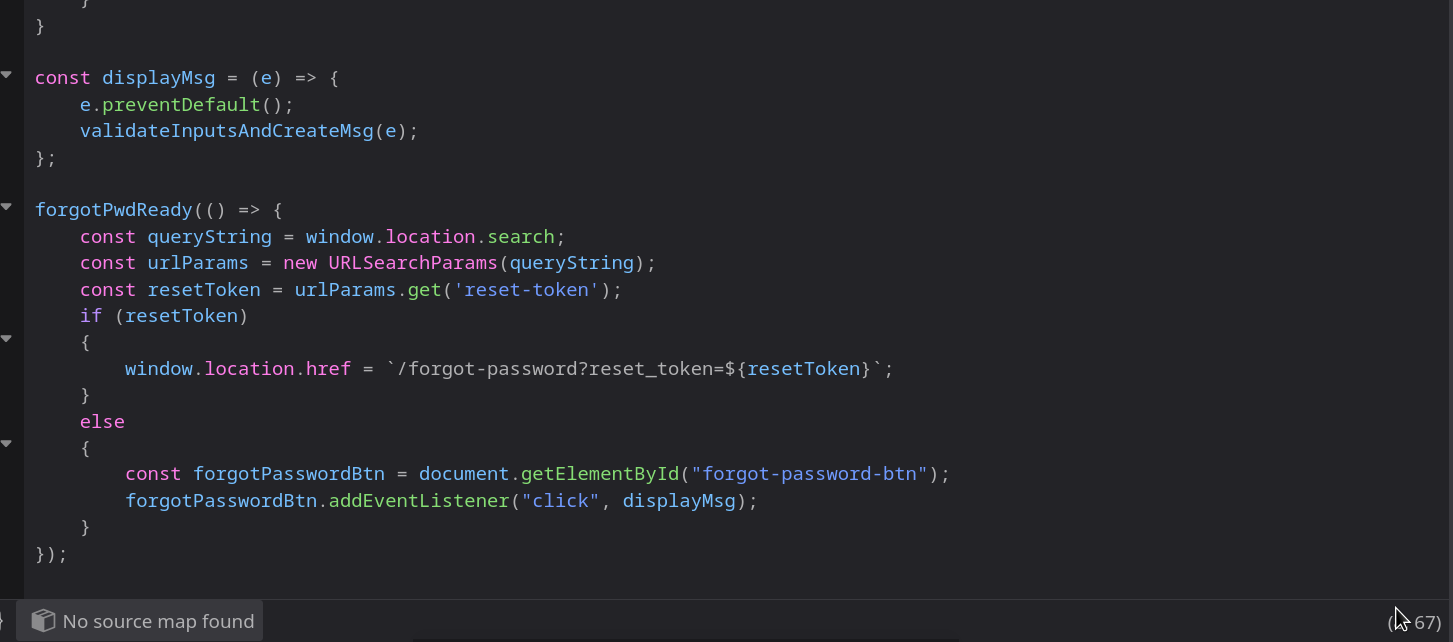 }
}
const displayMsg = (e) => {
    e.preventDefault();
    validateInputsAndCreateMsg(e);
};
forgotPwdReady(() => {
    const queryString = window.location.search;
    const urlParams = new URLSearchParams(queryString);
    const resetToken = urlParams.get('reset-token');
    if (resetToken)
    {
        window.location.href = `/forgot-password?reset_token=${resetToken}`;
    }
    else
    {
        const forgotPasswordBtn = document.getElementById("forgot-password-btn");
        forgotPasswordBtn.addEventListener("click", displayMsg);
    }
});
} No source map found ( 67)